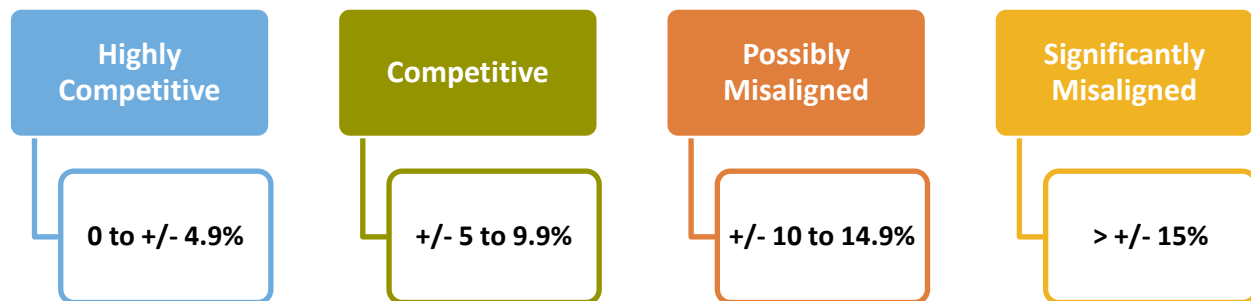 Highly
Competitive
0 to +/- 4.9%
Competitive
+/- 5 to 9.9%
Possibly
Misaligned
+/- 10 to 14.9%
Significantly
Misaligned
> +/- 15%